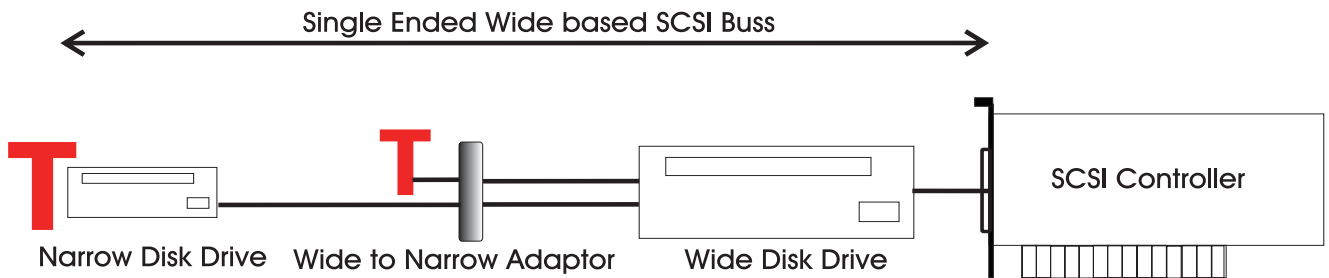 Single Ended Wide based SCSI Buss
T
T
SCSI Controller
Narrow Disk Drive
Wide to Narrow Adaptor
Wide Disk Drive